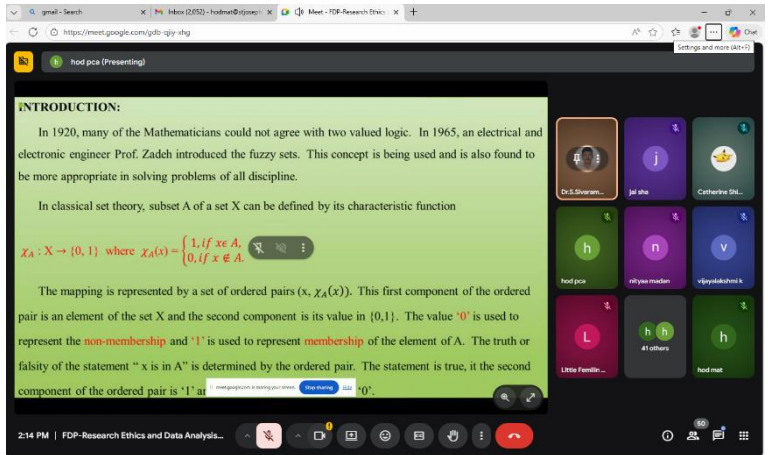 gmail - Search
Inbox (2,052) - hodmat@stjoseph
Meet - FDP-Research Ethics
https://meet.google.com/gdb-qjiy-xhg
Chat
Settings and more (Alt+F)
h hod pca (Presenting)
INTRODUCTION:
In 1920, many of the Mathematicians could not agree with two valued logic. In 1965, an electrical and
electronic engineer Prof. Zadeh introduced the fuzzy sets. This concept is being used and is also found to
be more appropriate in solving problems of all discipline.
In classical set theory, subset A of a set X can be defined by its characteristic function
χ_A : X → {0, 1} where χ_A(x) = { 1, if x∈ A,
0, if x ∉ A.
The mapping is represented by a set of ordered pairs (x, χ_A(x)). This first component of the ordered
pair is an element of the set X and the second component is its value in {0,1}. The value ‘0’ is used to
represent the non-membership and ‘1’ is used to represent membership of the element of A. The truth or
falsity of the statement “ x is in A” is determined by the ordered pair. The statement is true, it the second
component of the ordered pair is ‘1’ ‘0’.
meet.google.com is sharing your screen. Stop sharing Hide
Dr.S.Sivaram...
j
jai sha
Catherine Shi...
h
hod pca
n
nityaa madan
v
vijayalakshmi k
L
Little Femilin ...
h h
41 others
h
hod mat
2:14 PM | FDP-Research Ethics and Data Analysis...
50